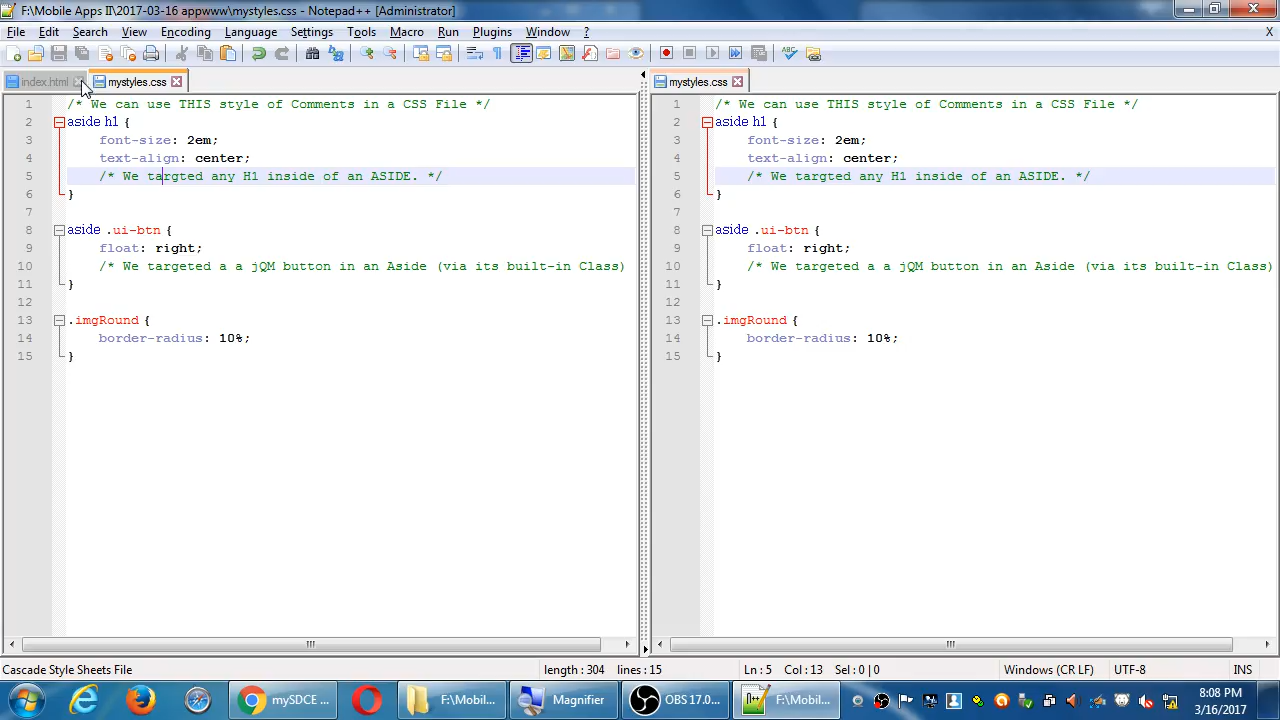 F:\Mobile Apps II\2017-03-16 appwww\mystyles.css - Notepad++ [Administrator]
File Edit Search View Encoding Language Settings Tools Macro Run Plugins Window ? X
index.html mystyles.css
1 /* We can use THIS style of Comments in a CSS File */
2 aside h1 {
3 font-size: 2em;
4 text-align: center;
5 /* We targted any H1 inside of an ASIDE. */
6 }
7
8 aside .ui-btn {
9 float: right;
10 /* We targeted a a jQM button in an Aside (via its built-in Class)
11 }
12
13 .imgRound {
14 border-radius: 10%;
15 }
mystyles.css
1 /* We can use THIS style of Comments in a CSS File */
2 aside h1 {
3 font-size: 2em;
4 text-align: center;
5 /* We targted any H1 inside of an ASIDE. */
6 }
7
8 aside .ui-btn {
9 float: right;
10 /* We targeted a a jQM button in an Aside (via its built-in Class)
11 }
12
13 .imgRound {
14 border-radius: 10%;
15 }
Cascade Style Sheets File length : 304 lines : 15 Ln : 5 Col : 13 Sel : 0 | 0 Windows (CR LF) UTF-8 INS
mySDCE ... F:\Mobil... Magnifier OBS 17.0... F:\Mobil...
8:08 PM
3/16/2017